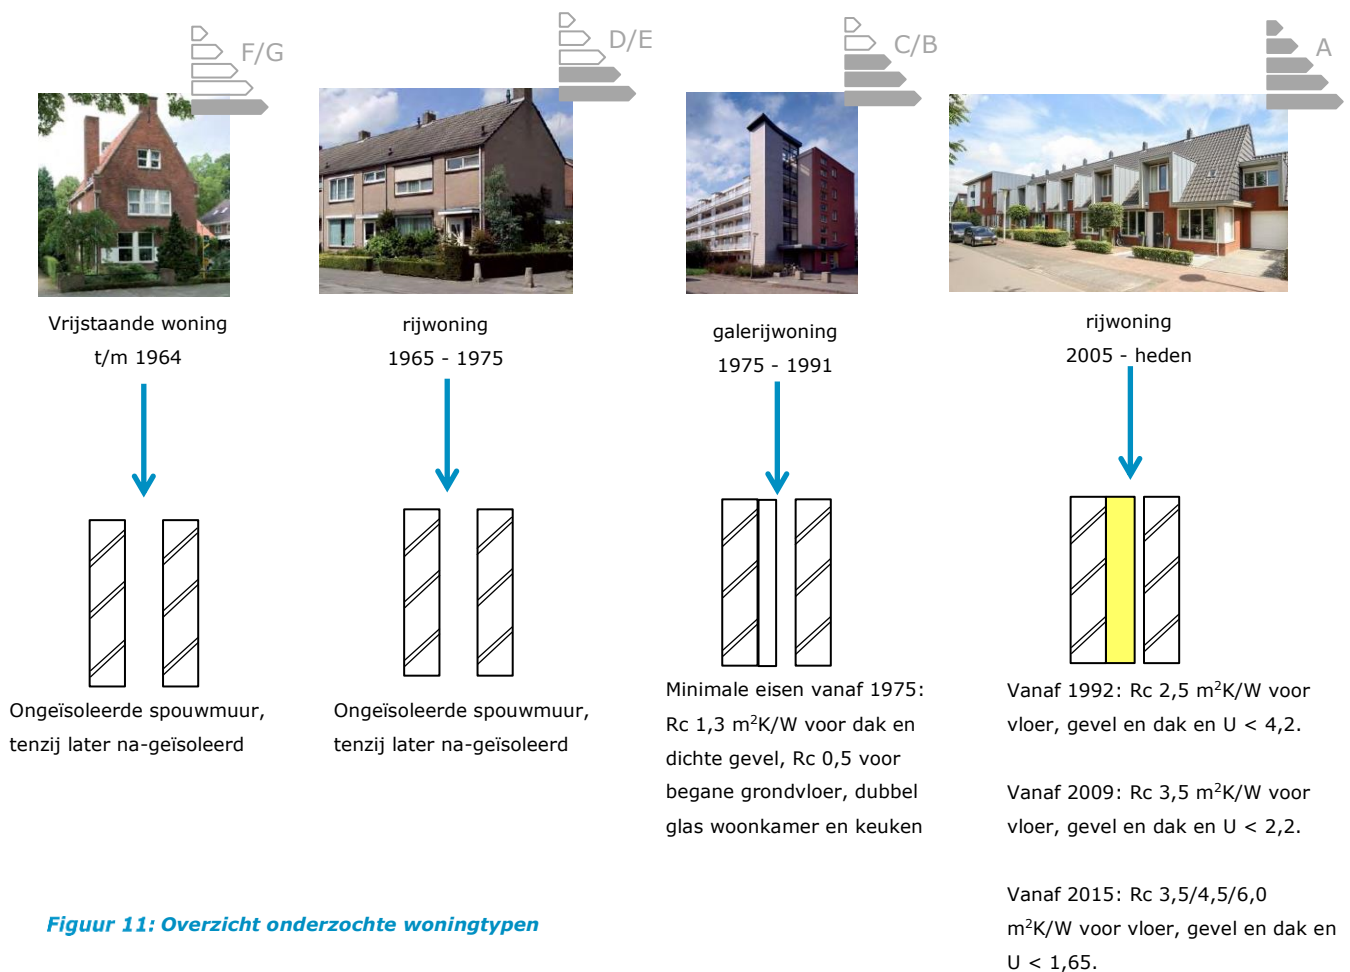 F/G
D/E
C/B
A
Vrijstaande woning
t/m 1964
rijwoning
1965 - 1975
galerijwoning
1975 - 1991
rijwoning
2005 - heden
Ongeïsoleerde spouwmuur,
tenzij later na-geïsoleerd
Ongeïsoleerde spouwmuur,
tenzij later na-geïsoleerd
Minimale eisen vanaf 1975:
Rc 1,3 m²K/W voor dak en
dichte gevel, Rc 0,5 voor
begane grondvloer, dubbel
glas woonkamer en keuken
Vanaf 1992: Rc 2,5 m²K/W voor
vloer, gevel en dak en U < 4,2.
Vanaf 2009: Rc 3,5 m²K/W voor
vloer, gevel en dak en U < 2,2.
Vanaf 2015: Rc 3,5/4,5/6,0
m²K/W voor vloer, gevel en dak en
U < 1,65.
Figuur 11: Overzicht onderzochte woningtypen